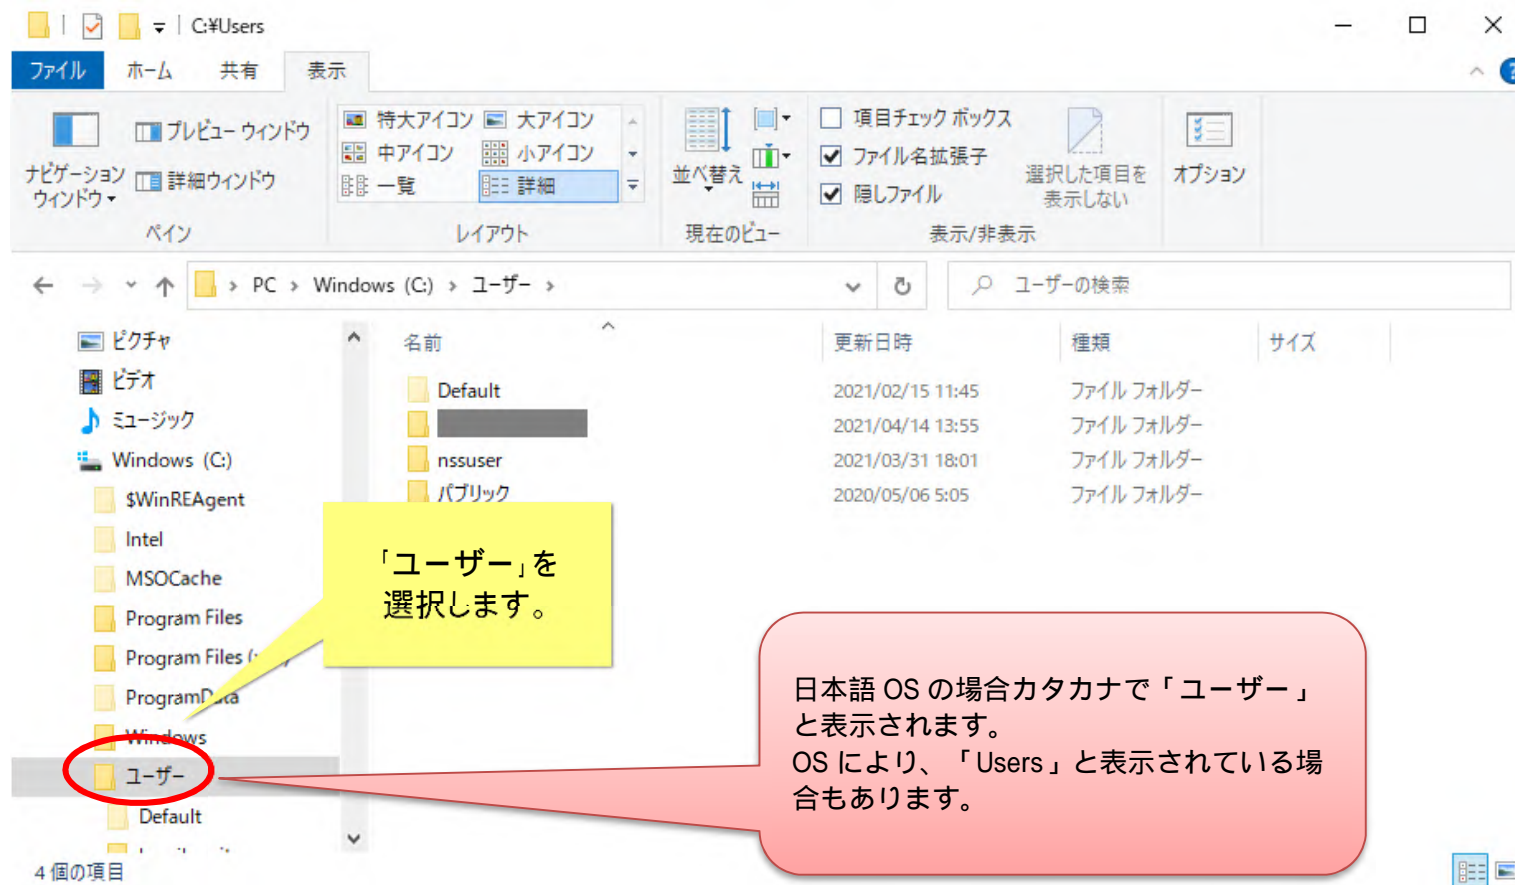 C:¥Users
ファイル ホーム 共有 表示
ナビゲーション ウィンドウ
プレビュー ウィンドウ
詳細ウィンドウ
ペイン
特大アイコン 大アイコン
中アイコン 小アイコン
一覧 詳細
レイアウト
並べ替え
現在のビュー
項目チェック ボックス
ファイル名拡張子
隠しファイル
選択した項目を
表示しない
表示/非表示
オプション
PC > Windows (C:) > ユーザー >
ユーザーの検索
ピクチャ
ビデオ
ミュージック
Windows (C:)
$WinREAgent
Intel
MSOCache
Program Files
Program Files
Windows
ユーザー
Default
名前 更新日時 種類 サイズ
Default 2021/02/15 11:45 ファイル フォルダー
2021/04/14 13:55 ファイル フォルダー
nssuser 2021/03/31 18:01 ファイル フォルダー
パブリック 2020/05/06 5:05 ファイル フォルダー
「ユーザー」を
選択します。
日本語 OS の場合カタカナで「ユーザー」
と表示されます。
OS により、「Users」と表示されている場
合もあります。
4 個の項目